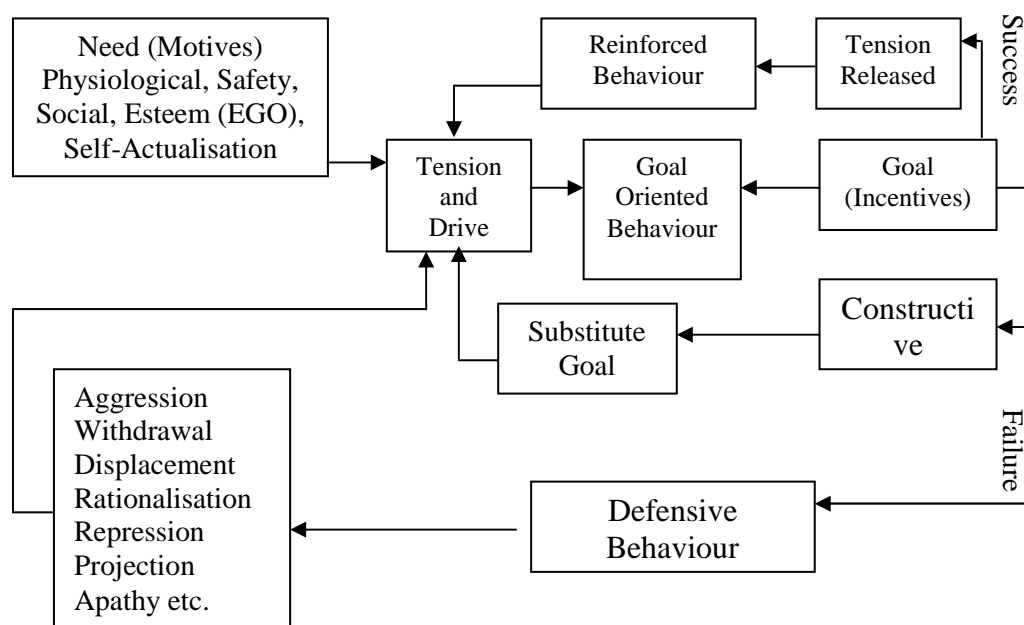 Need (Motives)
Physiological, Safety,
Social, Esteem (EGO),
Self-Actualisation
Reinforced
Behaviour
Tension
Released
Success
Tension
and
Drive
Goal
Oriented
Behaviour
Goal
(Incentives)
Substitute
Goal
Constructi
ve
Aggression
Withdrawal
Displacement
Rationalisation
Repression
Projection
Apathy etc.
Defensive
Behaviour
Failure